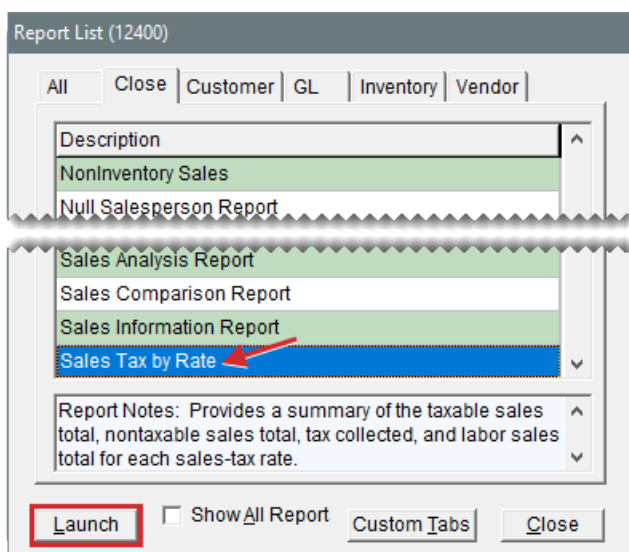 Report List (12400)
All Close Customer GL Inventory Vendor
Description
NonInventory Sales
Null Salesperson Report
Sales Analysis Report
Sales Comparison Report
Sales Information Report
Sales Tax by Rate
Report Notes: Provides a summary of the taxable sales
total, nontaxable sales total, tax collected, and labor sales
total for each sales-tax rate.
Launch Show All Report Custom Tabs Close